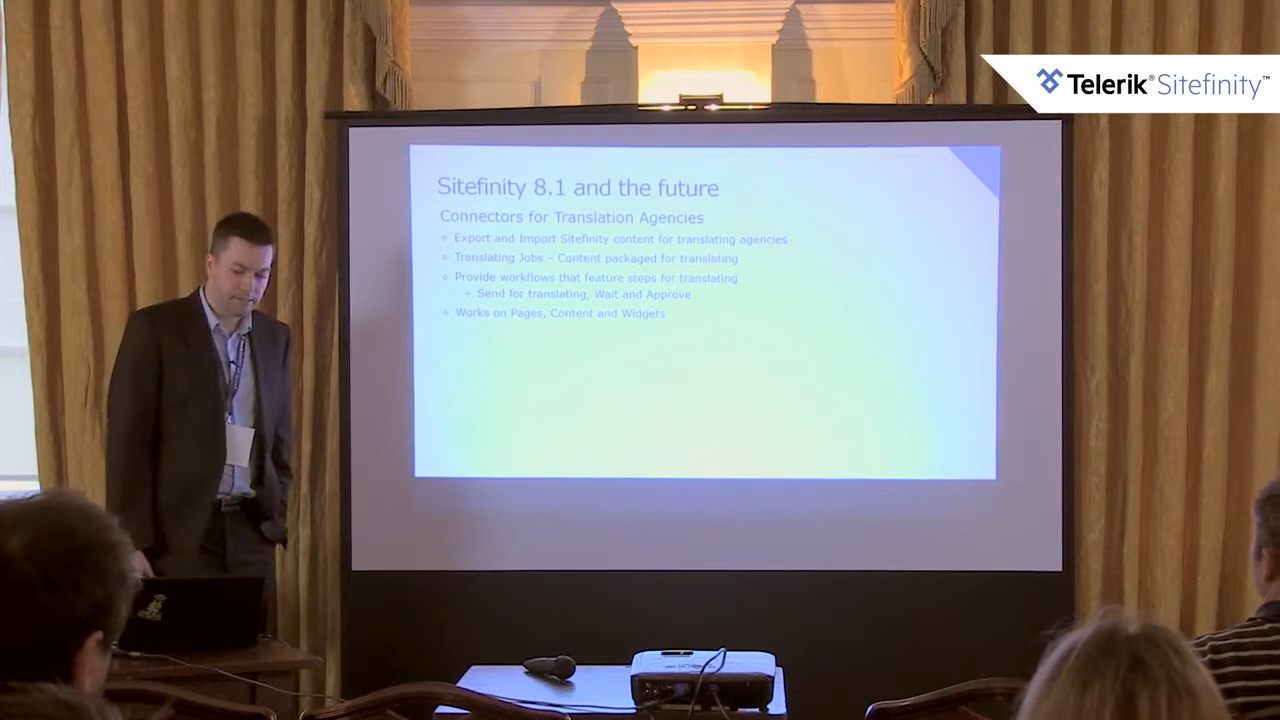 Telerik® Sitefinity™
Sitefinity 8.1 and the future
Connectors for Translation Agencies
Export and Import Sitefinity content for translating agencies
Translating Jobs – Content packaged for translating
Provide workflows that feature steps for translating
Send for translating, Wait and Approve
Works on Pages, Content and Widgets